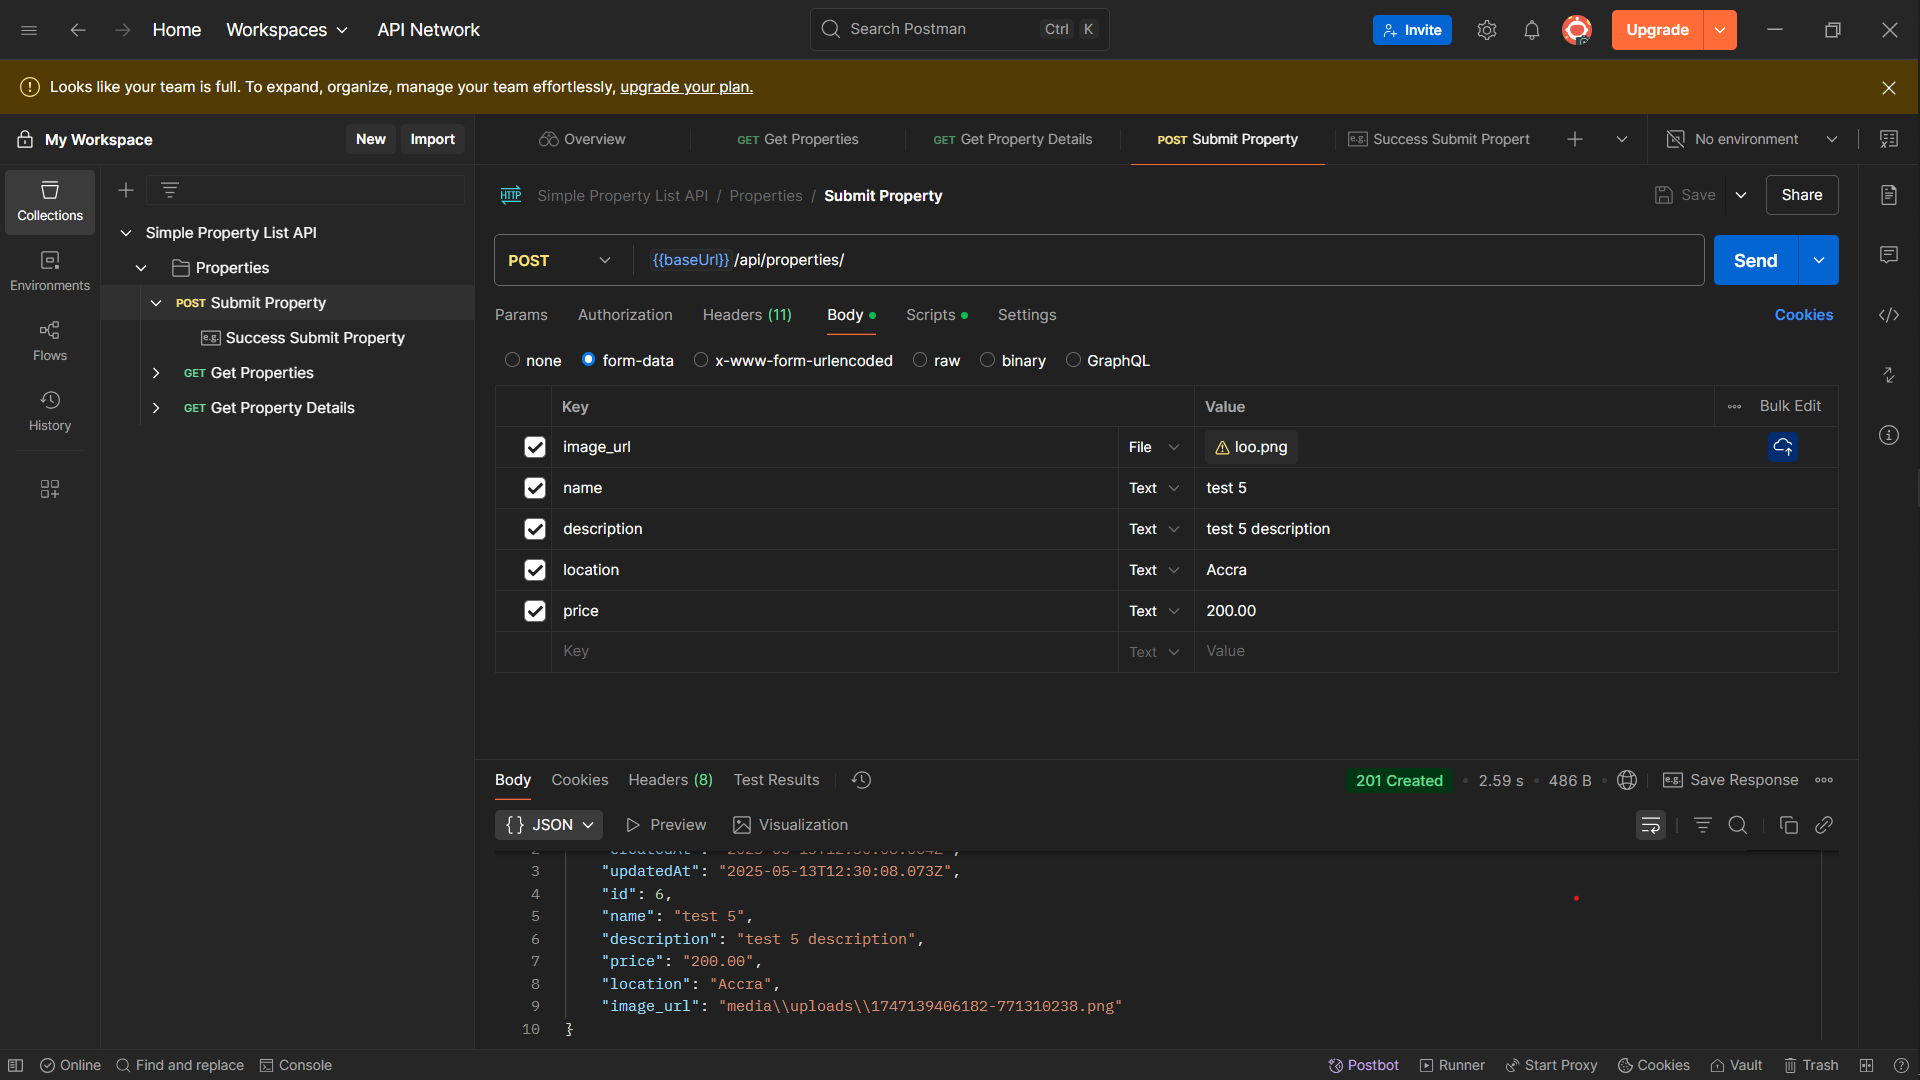 Home Workspaces API Network Search Postman Ctrl K Invite Upgrade
Looks like your team is full. To expand, organize, manage your team effortlessly, upgrade your plan.
My Workspace New Import
Overview GET Get Properties GET Get Property Details POST Submit Property e.g. Success Submit Propert No environment
Collections
Environments
Flows
History
Simple Property List API
Properties
POST Submit Property
e.g. Success Submit Property
GET Get Properties
GET Get Property Details
HTTP Simple Property List API / Properties / Submit Property Save Share
POST {{baseUrl}} /api/properties/ Send
Params Authorization Headers (11) Body Scripts Settings Cookies
none form-data x-www-form-urlencoded raw binary GraphQL
Key Value Bulk Edit
image_url File loo.png
name Text test 5
description Text test 5 description
location Text Accra
price Text 200.00
Key Text Value
Body Cookies Headers (8) Test Results 201 Created 2.59 s 486 B e.g. Save Response
{} JSON Preview Visualization
3 "updatedAt": "2025-05-13T12:30:08.073Z",
4 "id": 6,
5 "name": "test 5",
6 "description": "test 5 description",
7 "price": "200.00",
8 "location": "Accra",
9 "image_url": "media\\uploads\\1747139406182-771310238.png"
10 }
Online Find and replace Console Postbot Runner Start Proxy Cookies Vault Trash